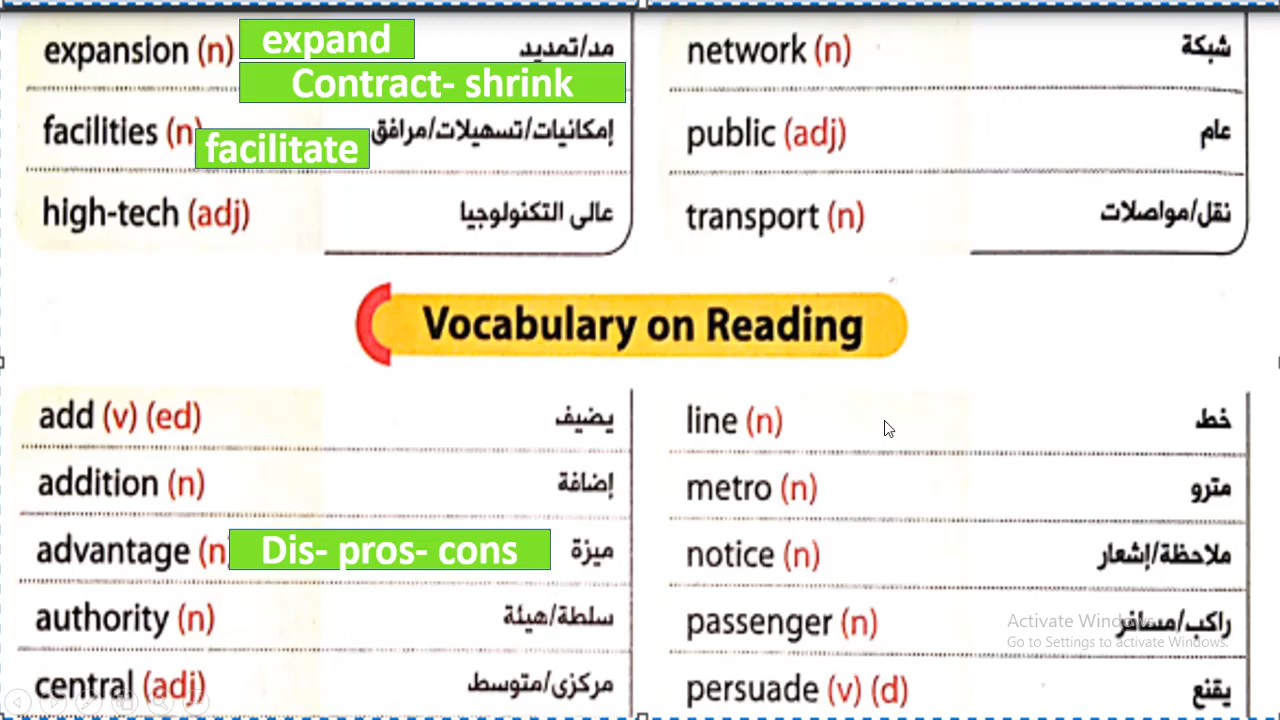 expansion (n) expand مد/تمديد
Contract- shrink
facilities (n) facilitate إمكانيات/تسهيلات/مرافق
high-tech (adj) عالى التكنولوجيا
network (n) شبكة
public (adj) عام
transport (n) نقل/مواصلات
Vocabulary on Reading
add (v) (ed) يضيف
addition (n) إضافة
advantage (n Dis- pros- cons ميزة
authority (n) سلطة/هيئة
central (adj) مركزى/متوسط
line (n) خط
metro (n) مترو
notice (n) ملاحظة/إشعار
passenger (n) راكب/مسافر
persuade (v) (d) يقنع
Activate Windows
Go to Settings to activate Windows.